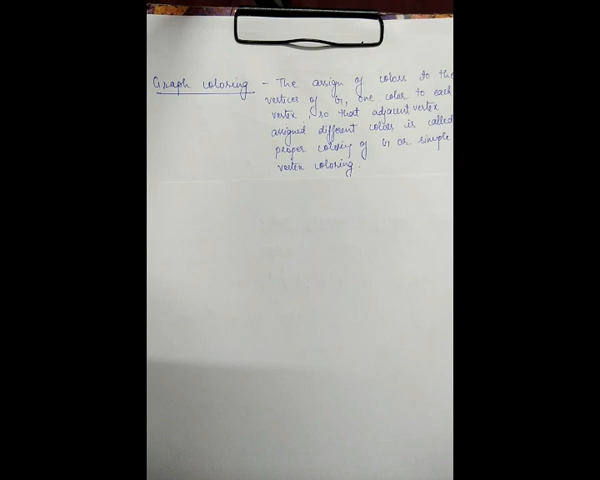 Graph coloring - The assign of colors to the
vertices of G, one color to each
vertex, so that adjacent vertex
assigned different colors is called
proper coloring of G or simple
vertex coloring.